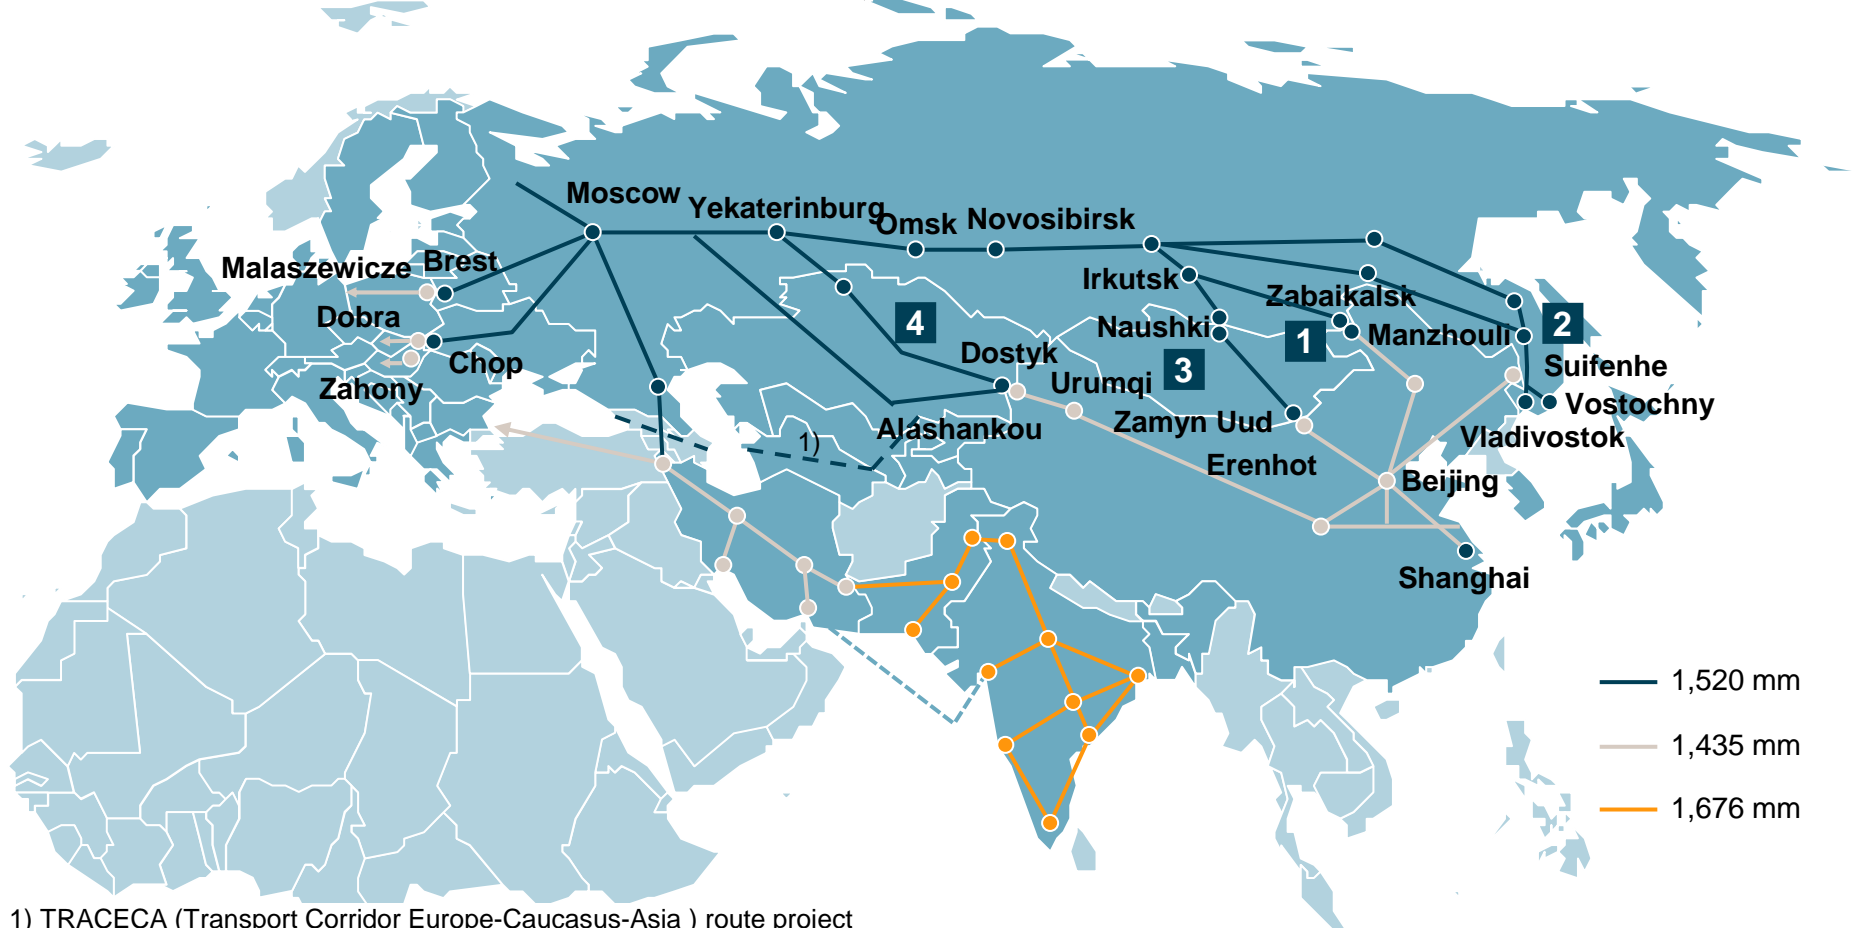 Moscow
Yekaterinburg
Omsk
Novosibirsk
Malaszewicze
Brest
Irkutsk
Zabaikalsk
Dobra
4
Naushki
1
Manzhouli
2
Chop
Dostyk
3
Suifenhe
Zahony
Urumqi
Vostochny
1)
Alashankou
Zamyn Uud
Vladivostok
Erenhot
Beijing
Shanghai
1,520 mm
1,435 mm
1,676 mm
1) TRACECA (Transport Corridor Europe-Caucasus-Asia ) route project